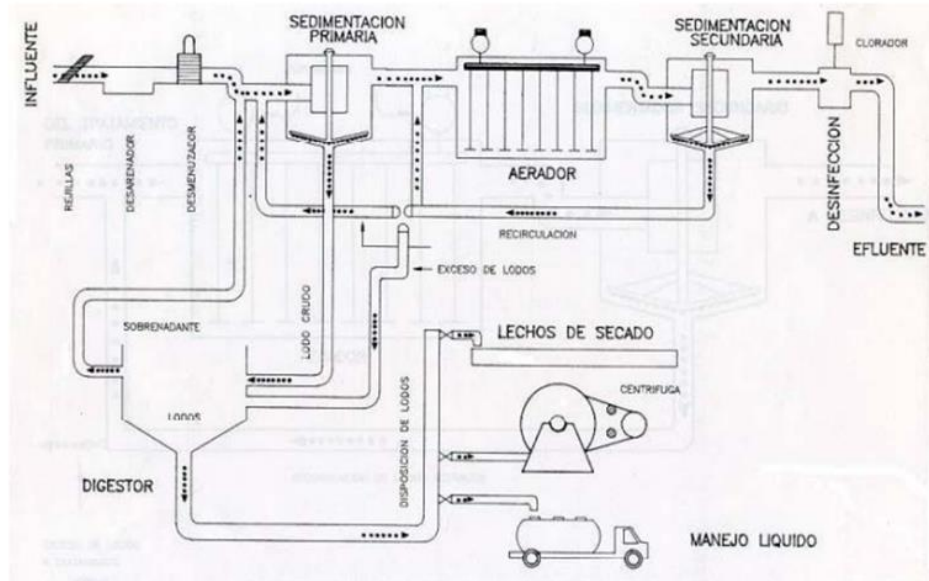 SEDIMENTACION
PRIMARIA
SEDIMENTACION
SECUNDARIA
CLORADOR
INFLUENTE
REJILLAS
DESARENADOR
DESMENUZADOR
AERADOR
DESINFECCION
RECIRCULACION
EFLUENTE
EXCESO DE LODOS
SOBRENADANTE
LODO CRUDO
LECHOS DE SECADO
CENTRIFUGA
LODOS
DISPOSICION DE LODOS
DIGESTOR
MANEJO LIQUIDO